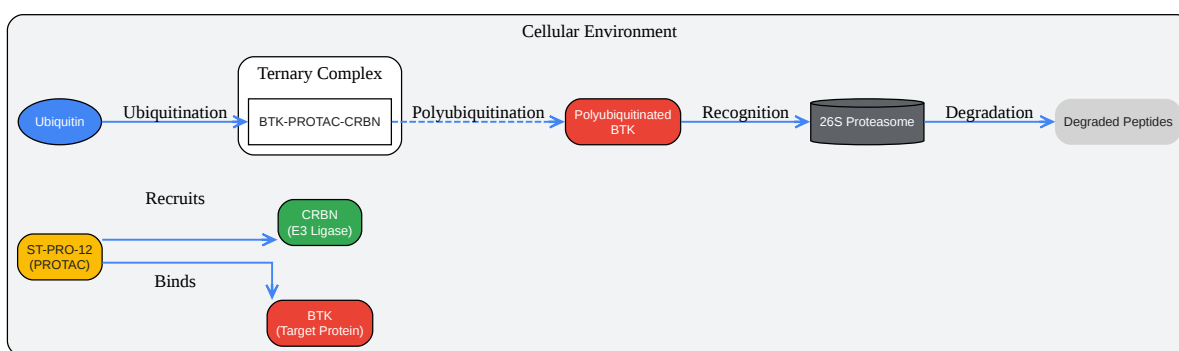 Cellular Environment
Ternary Complex
Ubiquitin
Ubiquitination
BTK-PROTAC-CRBN
Polyubiquitination
Polyubiquitinated
BTK
Recognition
26S Proteasome
Degradation
Degraded Peptides
Recruits
CRBN
(E3 Ligase)
ST-PRO-12
(PROTAC)
Binds
BTK
(Target Protein)